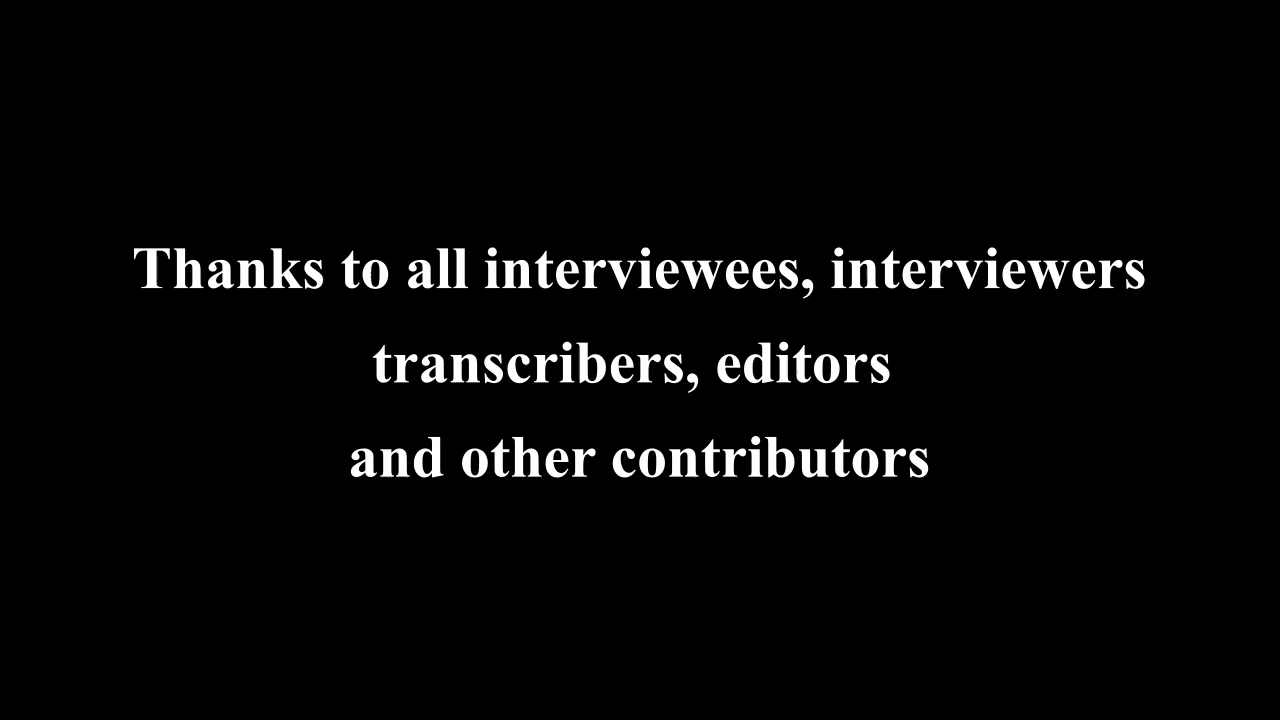 Thanks to all interviewees, interviewers
transcribers, editors
and other contributors